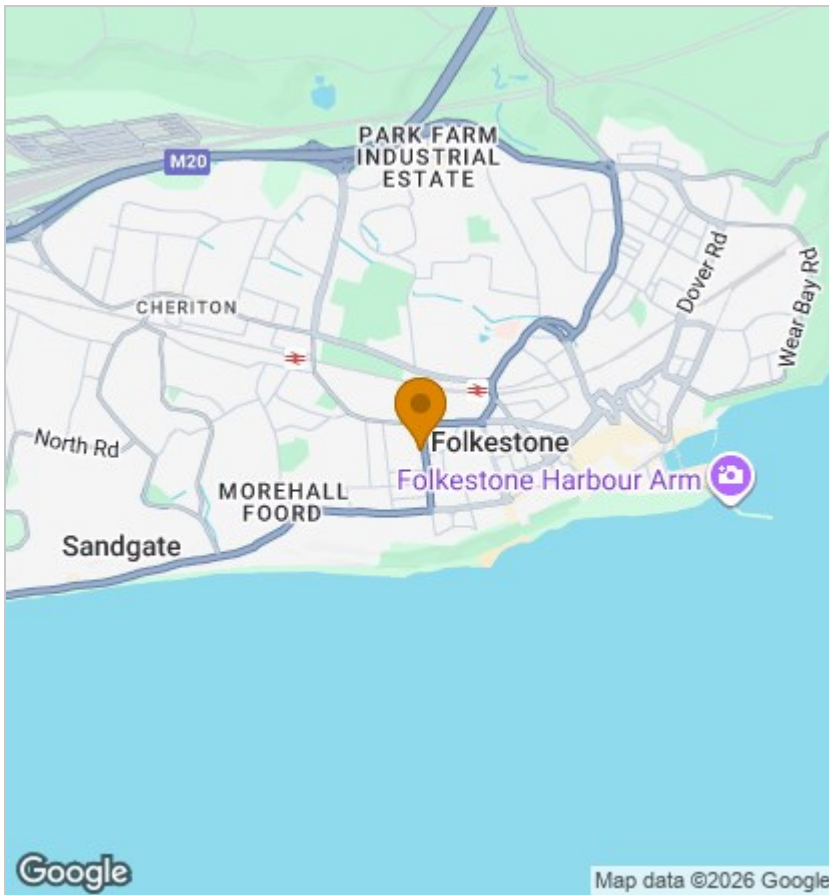 PARK FARM
INDUSTRIAL
ESTATE
M20
Dover Rd
Wear Bay Rd
CHERITON
North Rd
Folkestone
MOREHALL
FOORD
Folkestone Harbour Arm
Sandgate
Google
Map data ©2026 Google